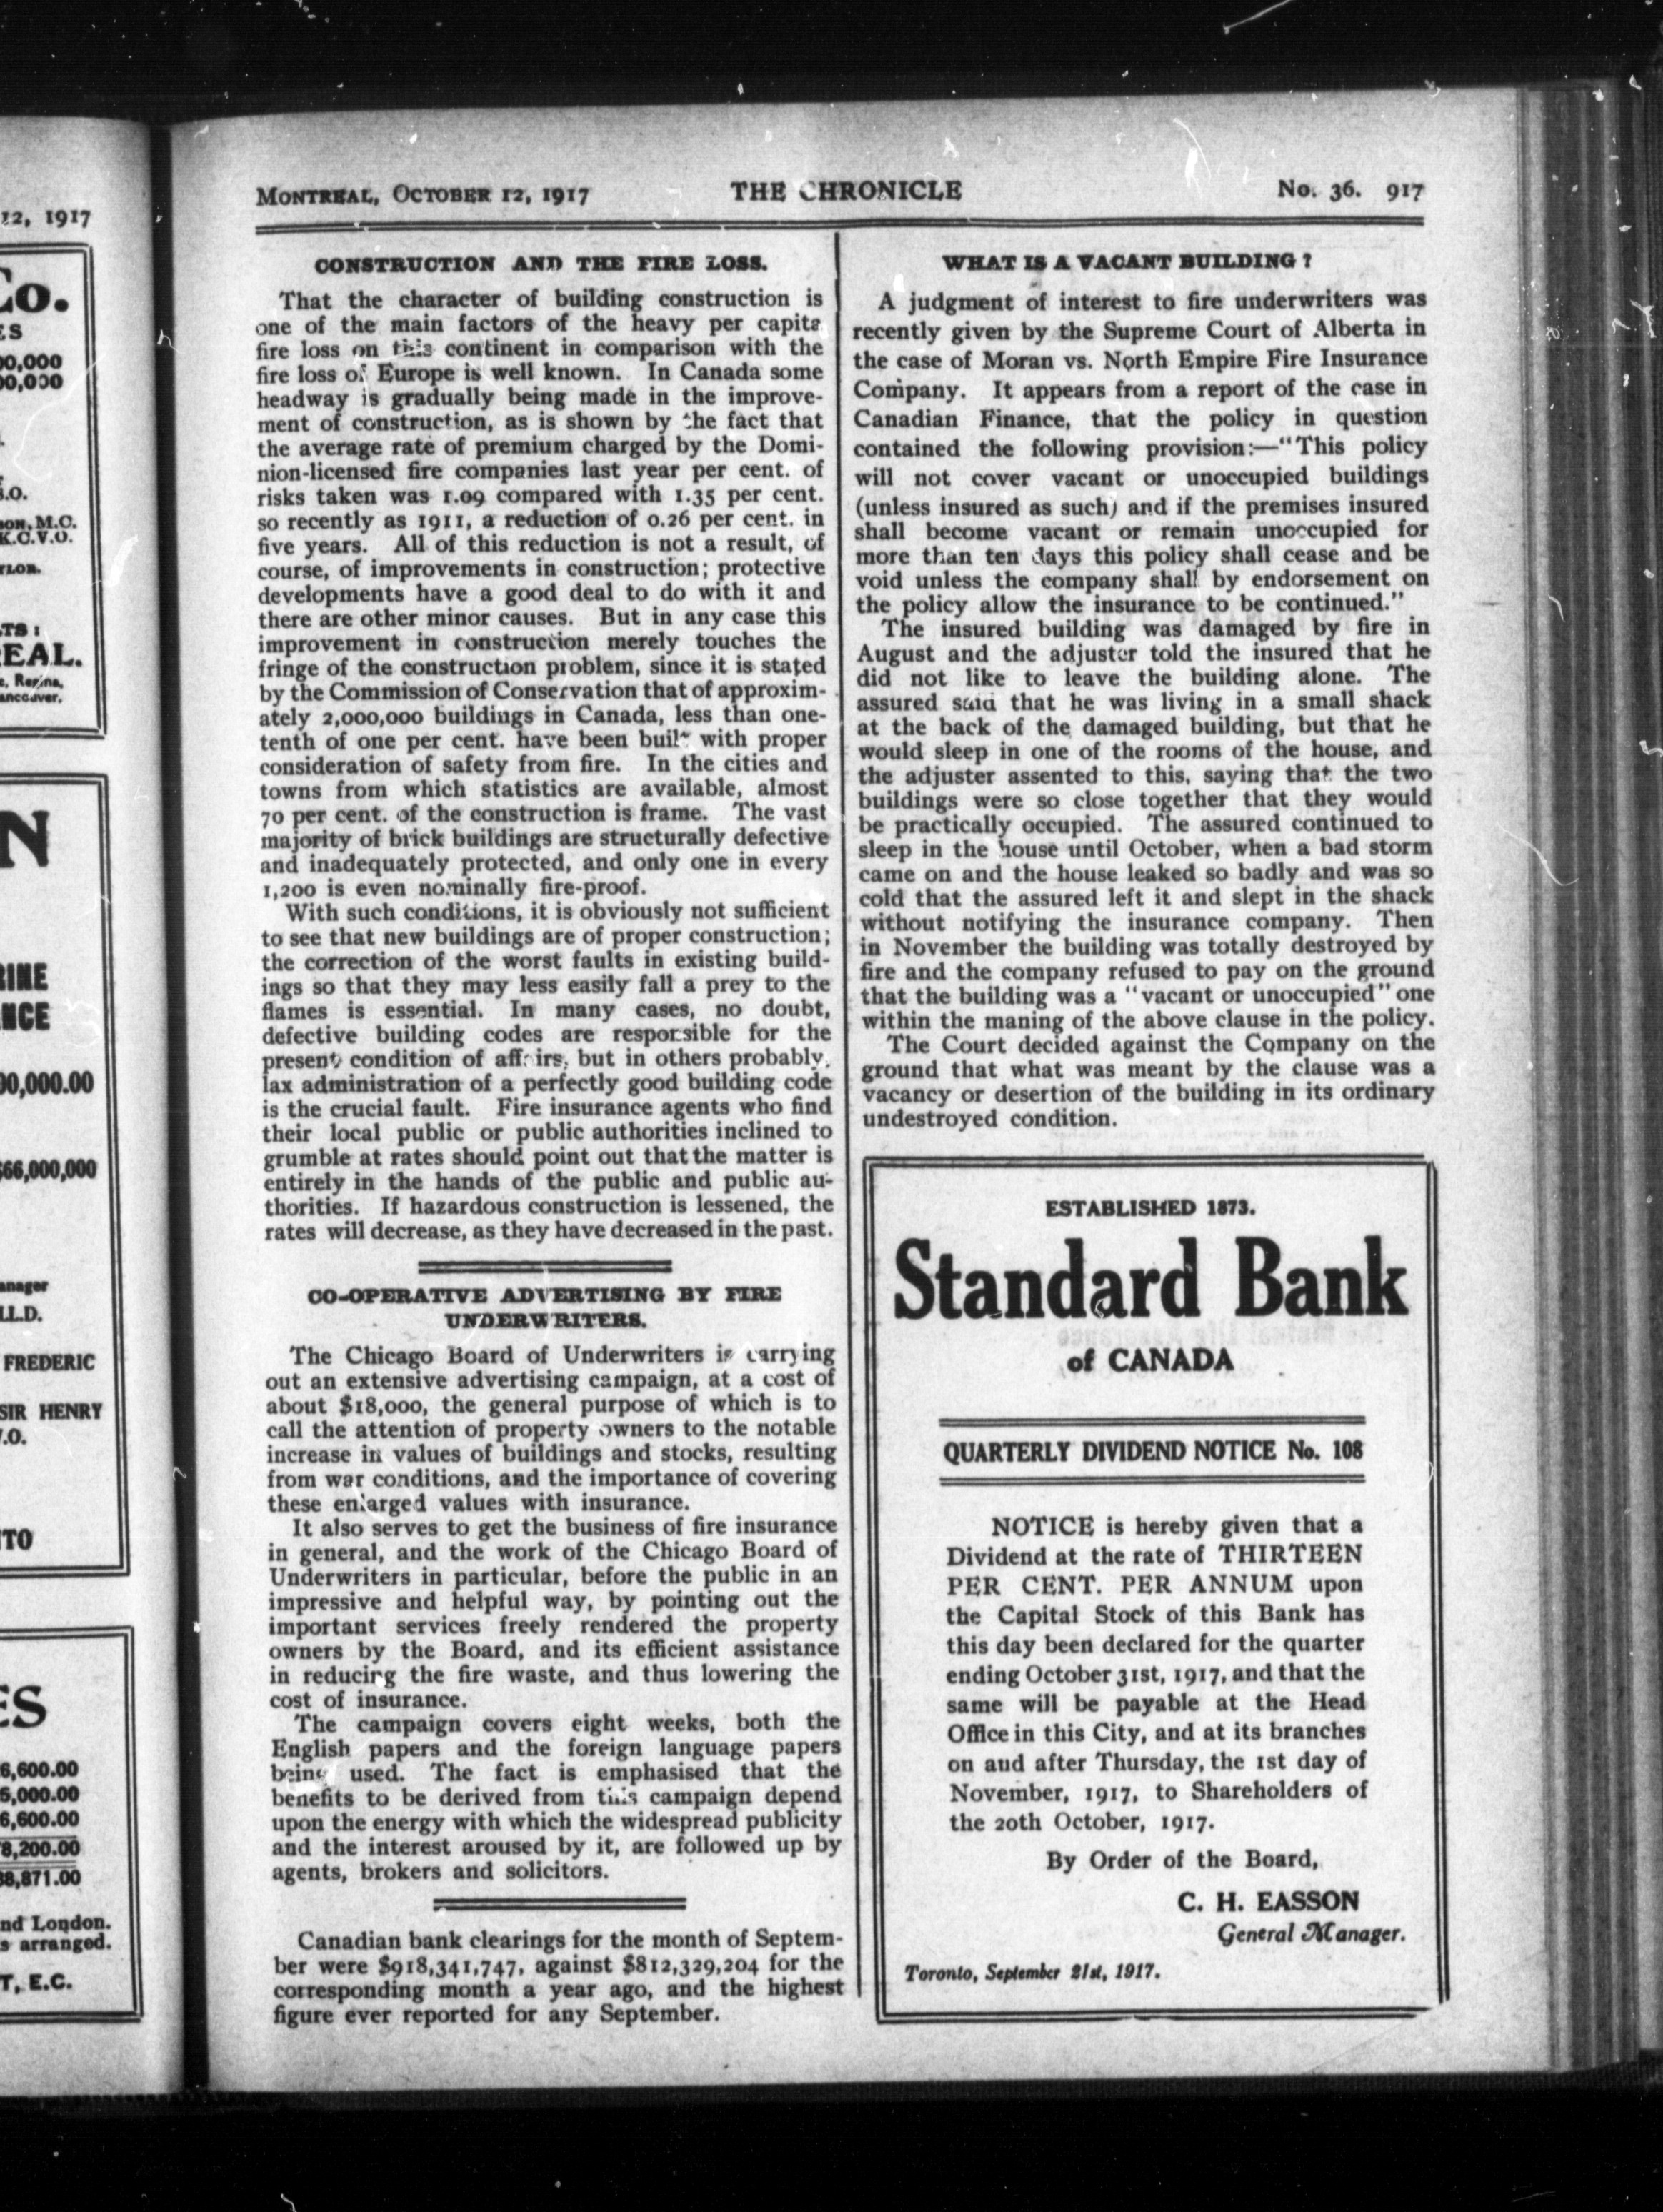 12, 1917
Co.
ES
00,000
00,000
S.O.
SON, M.C.
K.C.V.O.
TLOR.
TS :
EAL.
Regina,
ancouver.
N
RINE
NCE
00,000.00
$66,000,000
anager
LL.D.
FREDERIC
SIR HENRY
.O.
NTO
ES
6,600.00
5,000.00
6,600.00
8,200.00
38,871.00
nd London.
s arranged.
T, E.C.
MONTREAL, OCTOBER 12, 1917 THE CHRONICLE No. 36. 917
CONSTRUCTION AND THE FIRE LOSS.
That the character of building construction is
one of the main factors of the heavy per capita
fire loss on this continent in comparison with the
fire loss of Europe is well known. In Canada some
headway is gradually being made in the improve-
ment of construction, as is shown by the fact that
the average rate of premium charged by the Domi-
nion-licensed fire companies last year per cent. of
risks taken was 1.09 compared with 1.35 per cent.
so recently as 1911, a reduction of 0.26 per cent. in
five years. All of this reduction is not a result, of
course, of improvements in construction; protective
developments have a good deal to do with it and
there are other minor causes. But in any case this
improvement in construction merely touches the
fringe of the construction problem, since it is stated
by the Commission of Conservation that of approxim-
ately 2,000,000 buildings in Canada, less than one-
tenth of one per cent. have been built with proper
consideration of safety from fire. In the cities and
towns from which statistics are available, almost
70 per cent. of the construction is frame. The vast
majority of brick buildings are structurally defective
and inadequately protected, and only one in every
1,200 is even nominally fire-proof.
With such conditions, it is obviously not sufficient
to see that new buildings are of proper construction;
the correction of the worst faults in existing build-
ings so that they may less easily fall a prey to the
flames is essential. In many cases, no doubt,
defective building codes are responsible for the
present condition of affairs, but in others probably,
lax administration of a perfectly good building code
is the crucial fault. Fire insurance agents who find
their local public or public authorities inclined to
grumble at rates should point out that the matter is
entirely in the hands of the public and public au-
thorities. If hazardous construction is lessened, the
rates will decrease, as they have decreased in the past.
CO-OPERATIVE ADVERTISING BY FIRE
UNDERWRITERS.
The Chicago Board of Underwriters is carrying
out an extensive advertising campaign, at a cost of
about $18,000, the general purpose of which is to
call the attention of property owners to the notable
increase in values of buildings and stocks, resulting
from war conditions, and the importance of covering
these enlarged values with insurance.
It also serves to get the business of fire insurance
in general, and the work of the Chicago Board of
Underwriters in particular, before the public in an
impressive and helpful way, by pointing out the
important services freely rendered the property
owners by the Board, and its efficient assistance
in reducing the fire waste, and thus lowering the
cost of insurance.
The campaign covers eight weeks, both the
English papers and the foreign language papers
being used. The fact is emphasised that the
benefits to be derived from this campaign depend
upon the energy with which the widespread publicity
and the interest aroused by it, are followed up by
agents, brokers and solicitors.
Canadian bank clearings for the month of Septem-
ber were $918,341,747, against $812,329,204 for the
corresponding month a year ago, and the highest
figure ever reported for any September.
WHAT IS A VACANT BUILDING ?
A judgment of interest to fire underwriters was
recently given by the Supreme Court of Alberta in
the case of Moran vs. North Empire Fire Insurance
Company. It appears from a report of the case in
Canadian Finance, that the policy in question
contained the following provision:—"This policy
will not cover vacant or unoccupied buildings
(unless insured as such) and if the premises insured
shall become vacant or remain unoccupied for
more than ten days this policy shall cease and be
void unless the company shall by endorsement on
the policy allow the insurance to be continued."
The insured building was damaged by fire in
August and the adjuster told the insured that he
did not like to leave the building alone. The
assured said that he was living in a small shack
at the back of the damaged building, but that he
would sleep in one of the rooms of the house, and
the adjuster assented to this, saying that the two
buildings were so close together that they would
be practically occupied. The assured continued to
sleep in the house until October, when a bad storm
came on and the house leaked so badly and was so
cold that the assured left it and slept in the shack
without notifying the insurance company. Then
in November the building was totally destroyed by
fire and the company refused to pay on the ground
that the building was a "vacant or unoccupied" one
within the maning of the above clause in the policy.
The Court decided against the Company on the
ground that what was meant by the clause was a
vacancy or desertion of the building in its ordinary
undestroyed condition.
ESTABLISHED 1873.
Standard Bank
of CANADA
QUARTERLY DIVIDEND NOTICE No. 108
NOTICE is hereby given that a
Dividend at the rate of THIRTEEN
PER CENT. PER ANNUM upon
the Capital Stock of this Bank has
this day been declared for the quarter
ending October 31st, 1917, and that the
same will be payable at the Head
Office in this City, and at its branches
on aud after Thursday, the 1st day of
November, 1917, to Shareholders of
the 20th October, 1917.
By Order of the Board,
C. H. EASSON
General Manager.
Toronto, September 21st, 1917.